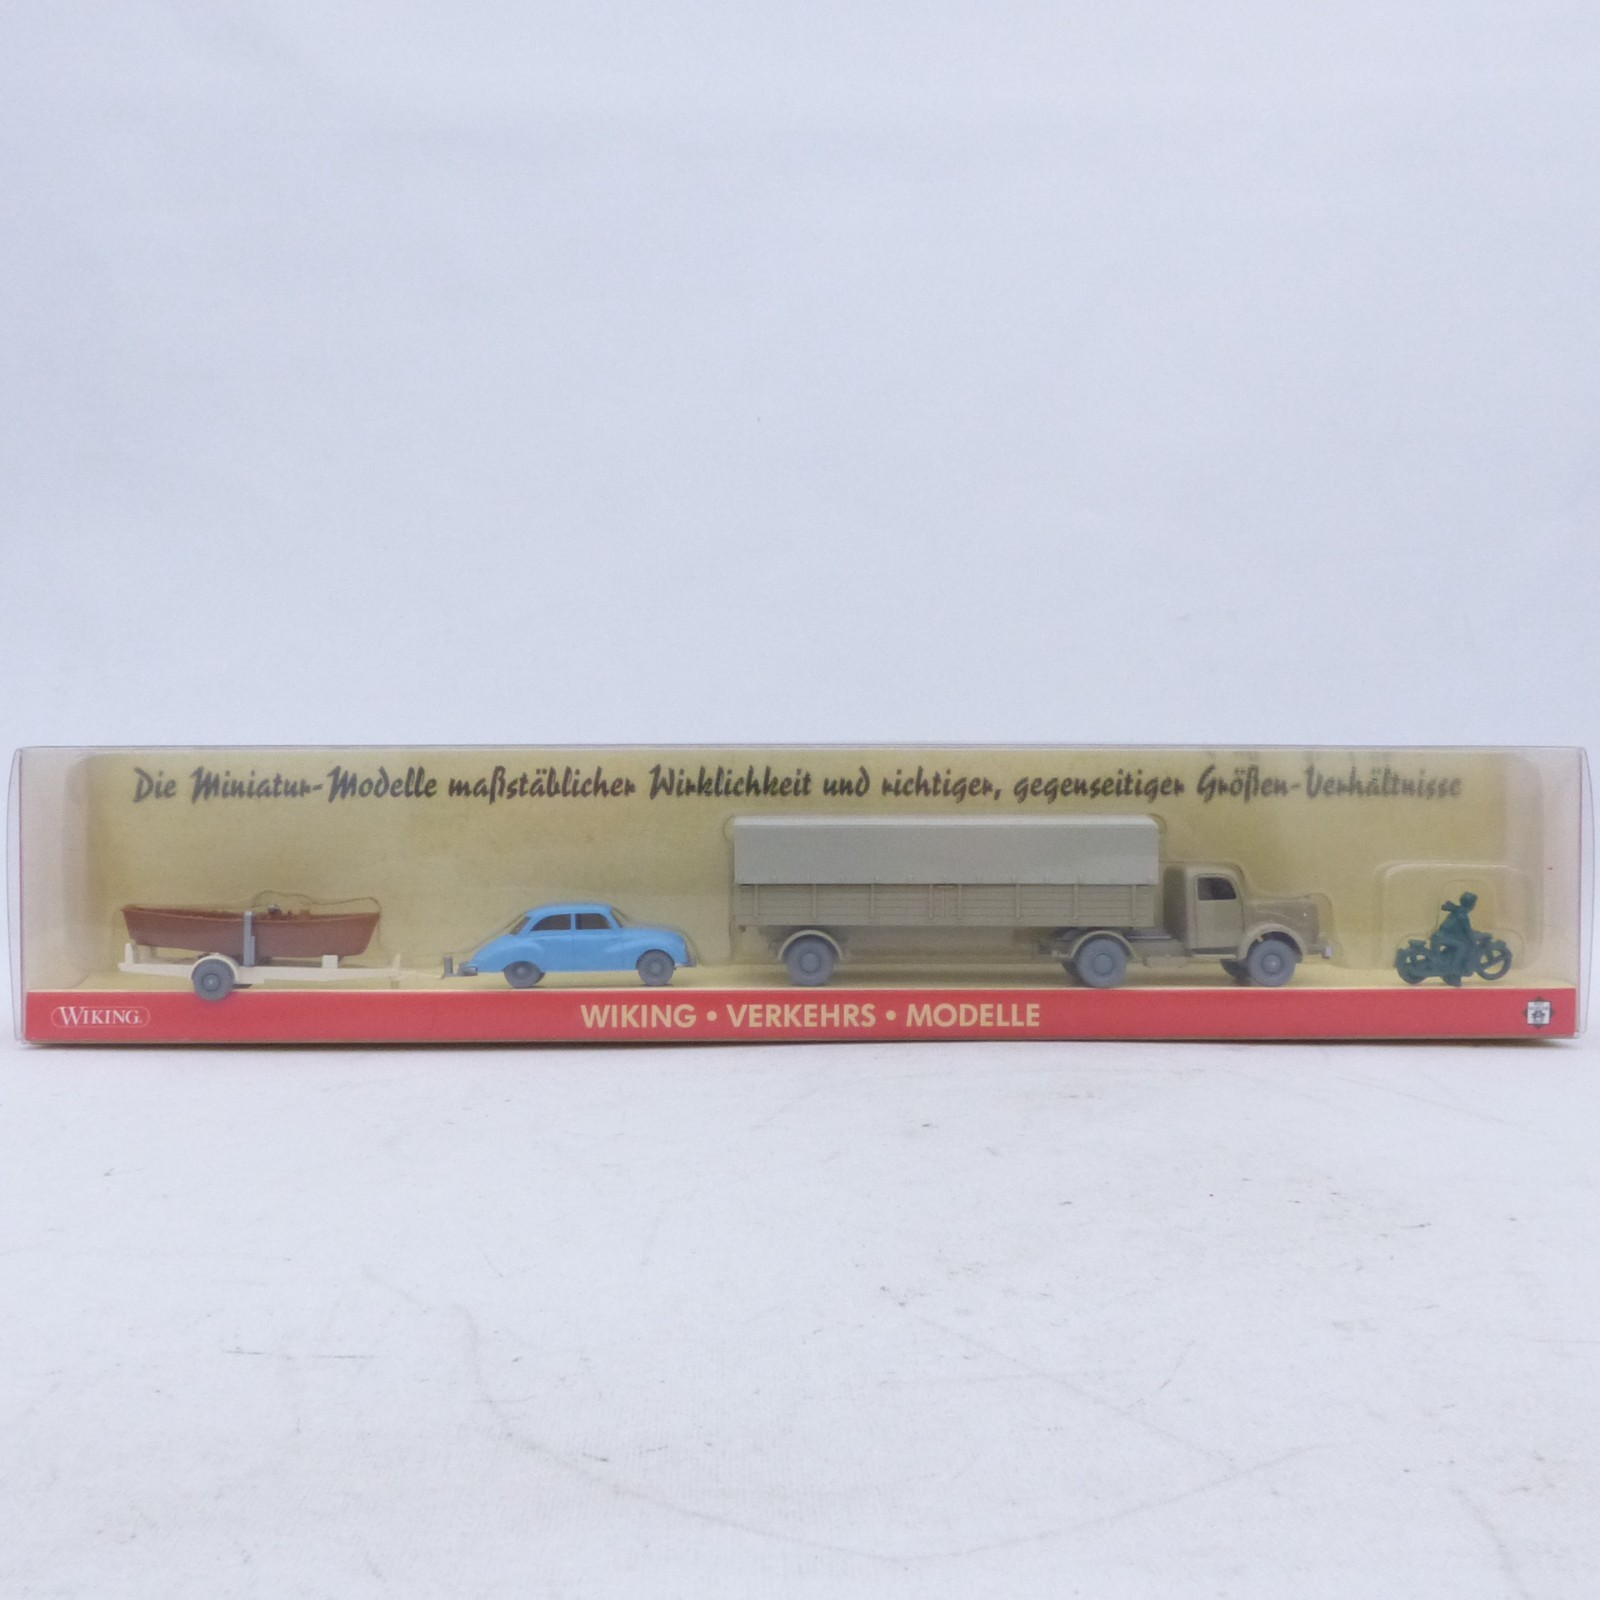 Die Miniatur-Modelle maßstäblicher Wirklichkeit und richtiger, gegenseitiger Größen-Verhältnisse
WIKING
WIKING • VERKEHRS • MODELLE